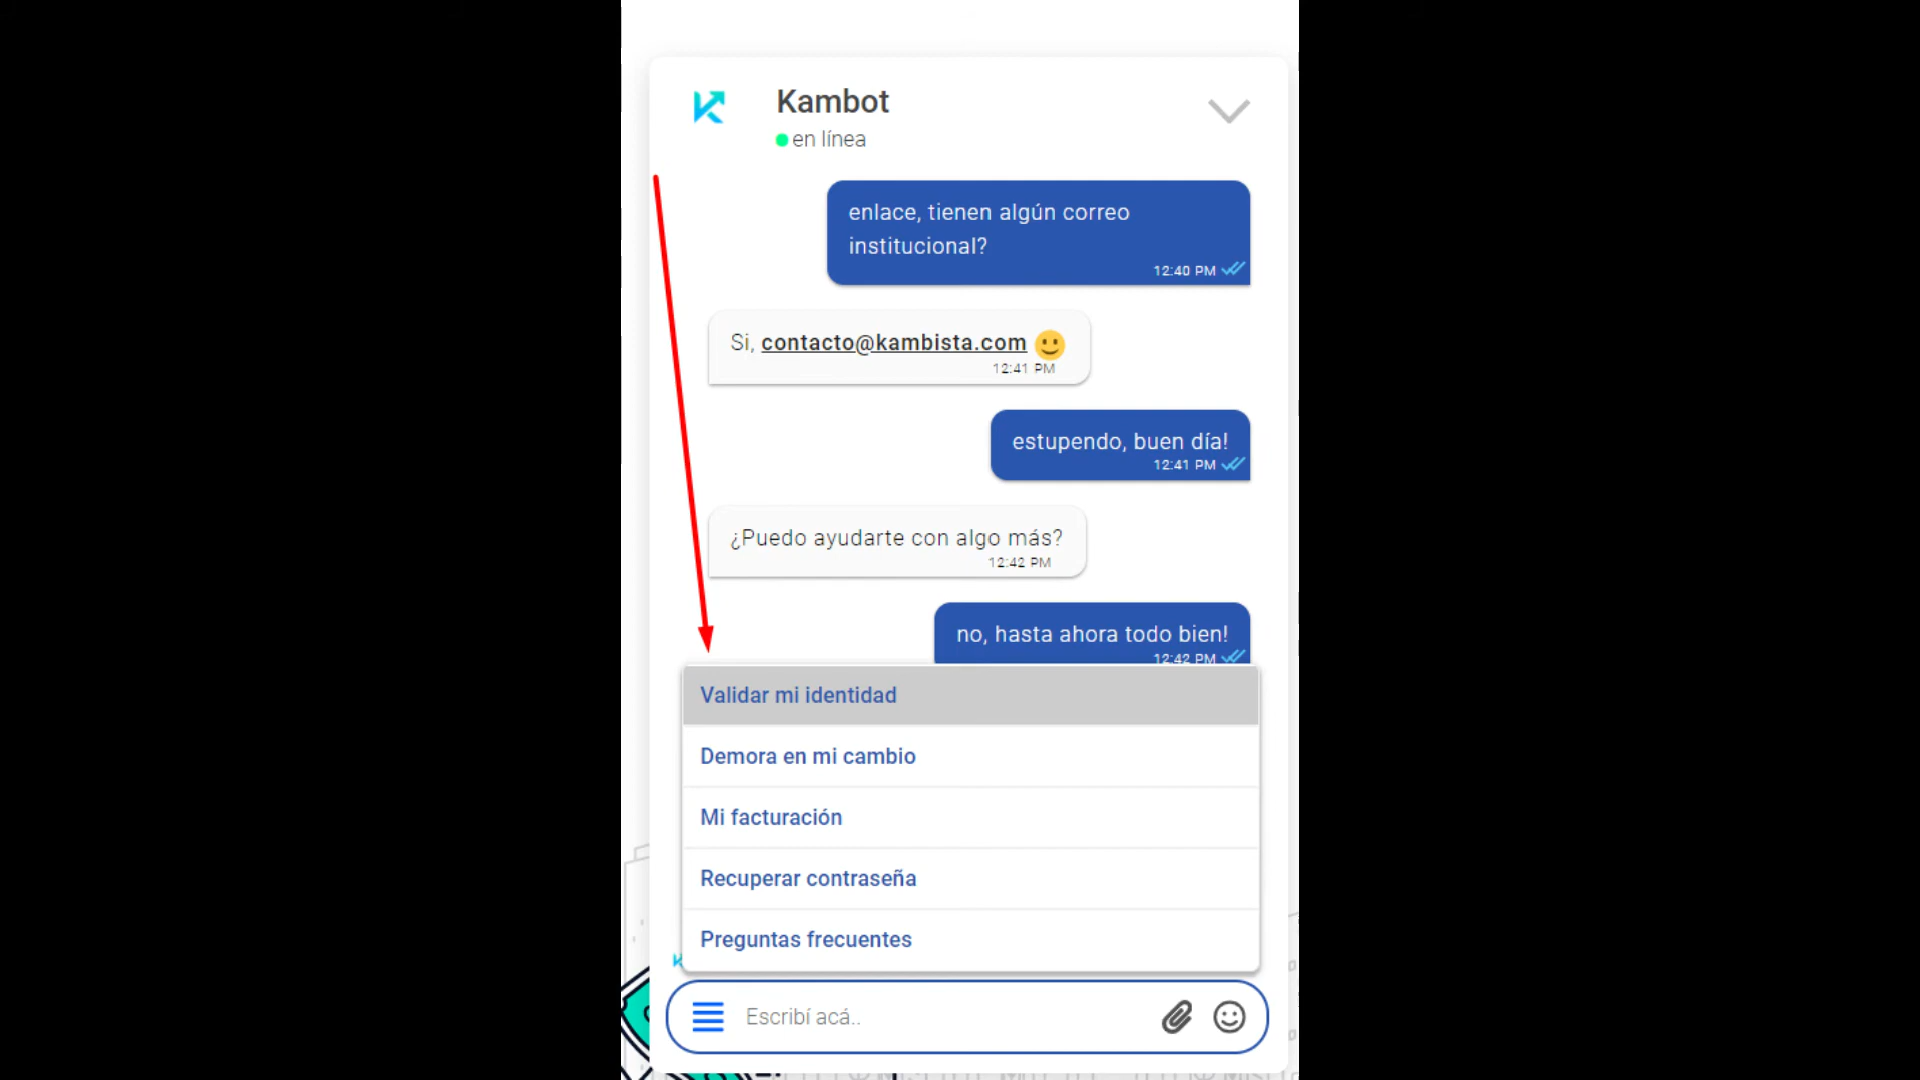 Kambot
en línea
enlace, tienen algún correo
institucional?
12:40 PM
Si, contacto@kambista.com
12:41 PM
estupendo, buen día!
12:41 PM
¿Puedo ayudarte con algo más?
12:42 PM
no, hasta ahora todo bien!
12:42 PM
Validar mi identidad
Demora en mi cambio
Mi facturación
Recuperar contraseña
Preguntas frecuentes
Escribí acá..